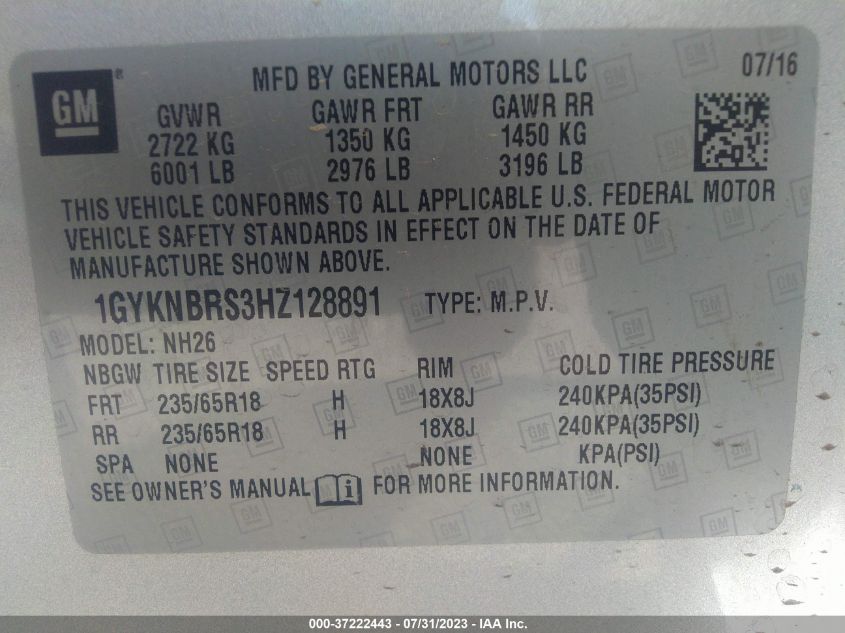 GM®
MFD BY GENERAL MOTORS LLC 07/16
GVWR GAWR FRT GAWR RR
2722 KG 1350 KG 1450 KG
6001 LB 2976 LB 3196 LB
THIS VEHICLE CONFORMS TO ALL APPLICABLE U.S. FEDERAL MOTOR
VEHICLE SAFETY STANDARDS IN EFFECT ON THE DATE OF
MANUFACTURE SHOWN ABOVE.
1GYKNBRS3HZ128891 TYPE: M.P.V.
MODEL: NH26
NBGW TIRE SIZE SPEED RTG RIM COLD TIRE PRESSURE
FRT 235/65R18 H 18X8J 240KPA(35PSI)
RR 235/65R18 H 18X8J 240KPA(35PSI)
SPA NONE NONE KPA(PSI)
SEE OWNER'S MANUAL FOR MORE INFORMATION.
000-37222443 - 07/31/2023 - IAA Inc.